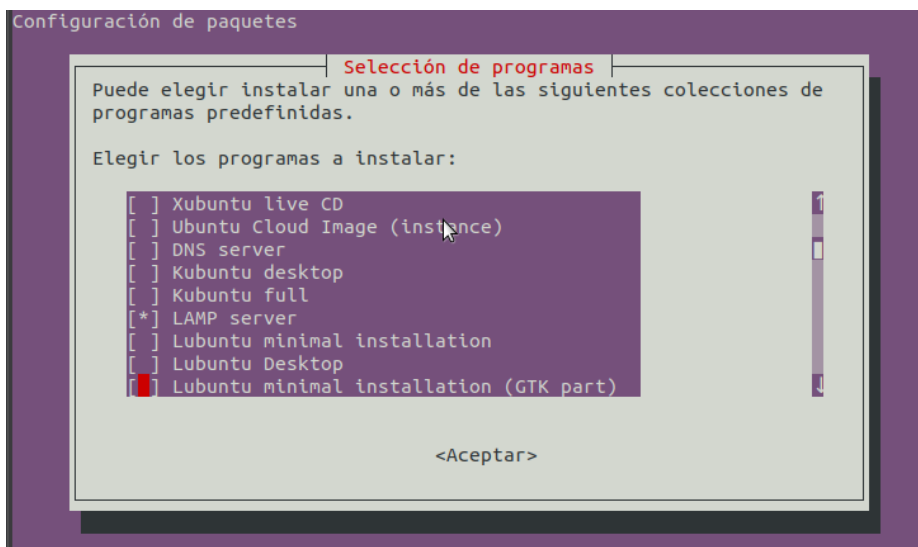 Configuración de paquetes
Selección de programas
Puede elegir instalar una o más de las siguientes colecciones de
programas predefinidas.
Elegir los programas a instalar:
[ ] Xubuntu live CD
[ ] Ubuntu Cloud Image (instance)
[ ] DNS server
[ ] Kubuntu desktop
[ ] Kubuntu full
[*] LAMP server
[ ] Lubuntu minimal installation
[ ] Lubuntu Desktop
[ ] Lubuntu minimal installation (GTK part)
<Aceptar>